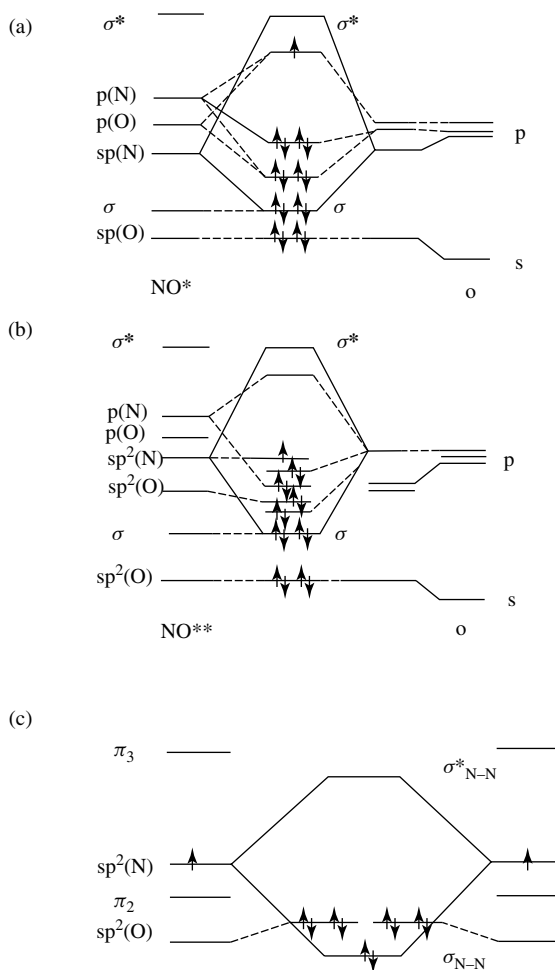 (a)
σ* σ*
p(N)
p(O) p
sp(N)
σ σ
sp(O)
s
NO* o
(b)
σ* σ*
p(N)
p(O)
sp²(N) p
sp²(O)
σ σ
sp²(O)
s
NO** o
(c)
π₃ σ*N–N
sp²(N)
π₂
sp²(O)
σN–N